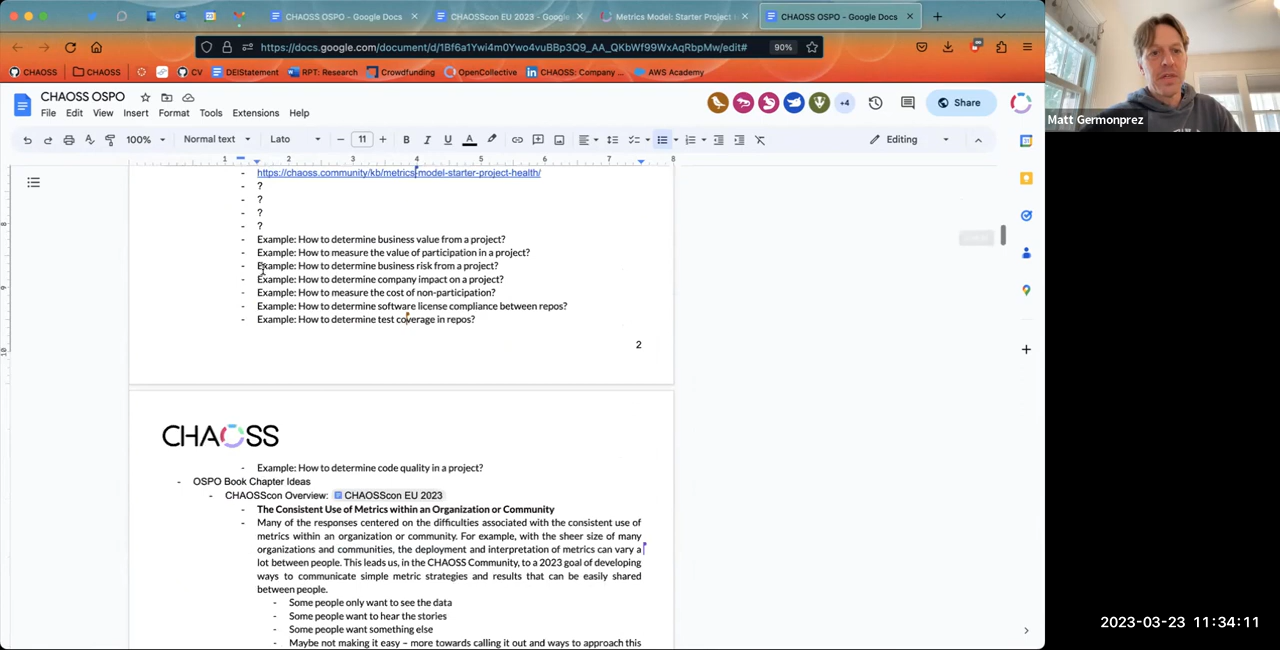 CHAOSS OSPO - Google Docs
CHAOSScon EU 2023 - Google
Metrics Model: Starter Project
CHAOSS OSPO - Google Docs
https://docs.google.com/document/d/1Bf6a1Ywi4m0Ywo4vuBBp3Q9_AA_QKbWf99WxAqRbpMw/edit#
90%
CHAOSS
CHAOSS
CV
DEIStatement
RPT: Research
Crowdfunding
OpenCollective
CHAOSS: Company ...
AWS Academy
CHAOSS OSPO
File Edit View Insert Format Tools Extensions Help
+4
Share
100%
Normal text
Lato
11
Editing
1 2 3 4 5 6 7 8
8
9
10
- https://chaoss.community/kb/metrics-model-starter-project-health/
- ?
- ?
- ?
- ?
- Example: How to determine business value from a project?
- Example: How to measure the value of participation in a project?
- Example: How to determine business risk from a project?
- Example: How to determine company impact on a project?
- Example: How to measure the cost of non-participation?
- Example: How to determine software license compliance between repos?
- Example: How to determine test coverage in repos?
2
CHAOSS
- Example: How to determine code quality in a project?
- OSPO Book Chapter Ideas
- CHAOSScon Overview: CHAOSScon EU 2023
- The Consistent Use of Metrics within an Organization or Community
- Many of the responses centered on the difficulties associated with the consistent use of
metrics within an organization or community. For example, with the sheer size of many
organizations and communities, the deployment and interpretation of metrics can vary a
lot between people. This leads us, in the CHAOSS Community, to a 2023 goal of developing
ways to communicate simple metric strategies and results that can be easily shared
between people.
- Some people only want to see the data
- Some people want to hear the stories
- Some people want something else
- Maybe not making it easy – more towards calling it out and ways to approach this
Matt Germonprez
2023-03-23 11:34:11